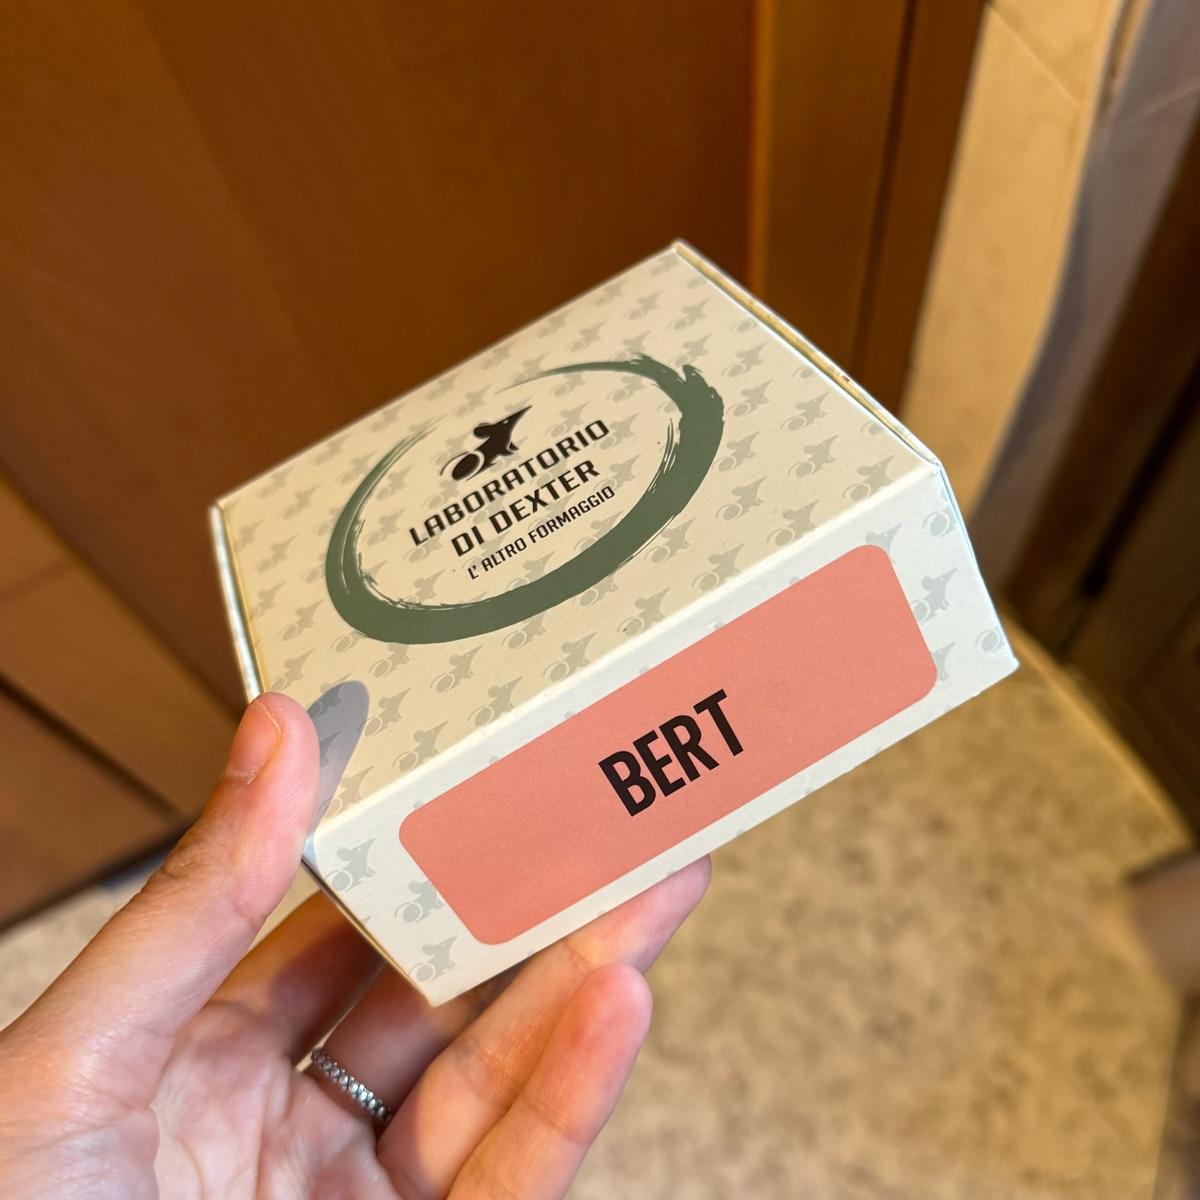 LABORATORIO
DI DEXTER
L' ALTRO FORMAGGIO
BERT